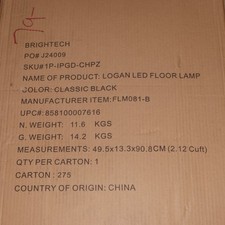 BRIGHTECH
PO# J24009
SKU#1P-IPGD-CHPZ
NAME OF PRODUCT: LOGAN LED FLOOR LAMP
COLOR: CLASSIC BLACK
MANUFACTURER ITEM: FLM081-B
UPC#: 858100007616
N. WEIGHT: 11.6 KGS
G. WEIGHT: 14.2 KGS
MEASUREMENTS: 49.5x13.3x90.8CM (2.12 Cuft)
QTY PER CARTON: 1
CARTON : 275
COUNTRY OF ORIGIN: CHINA